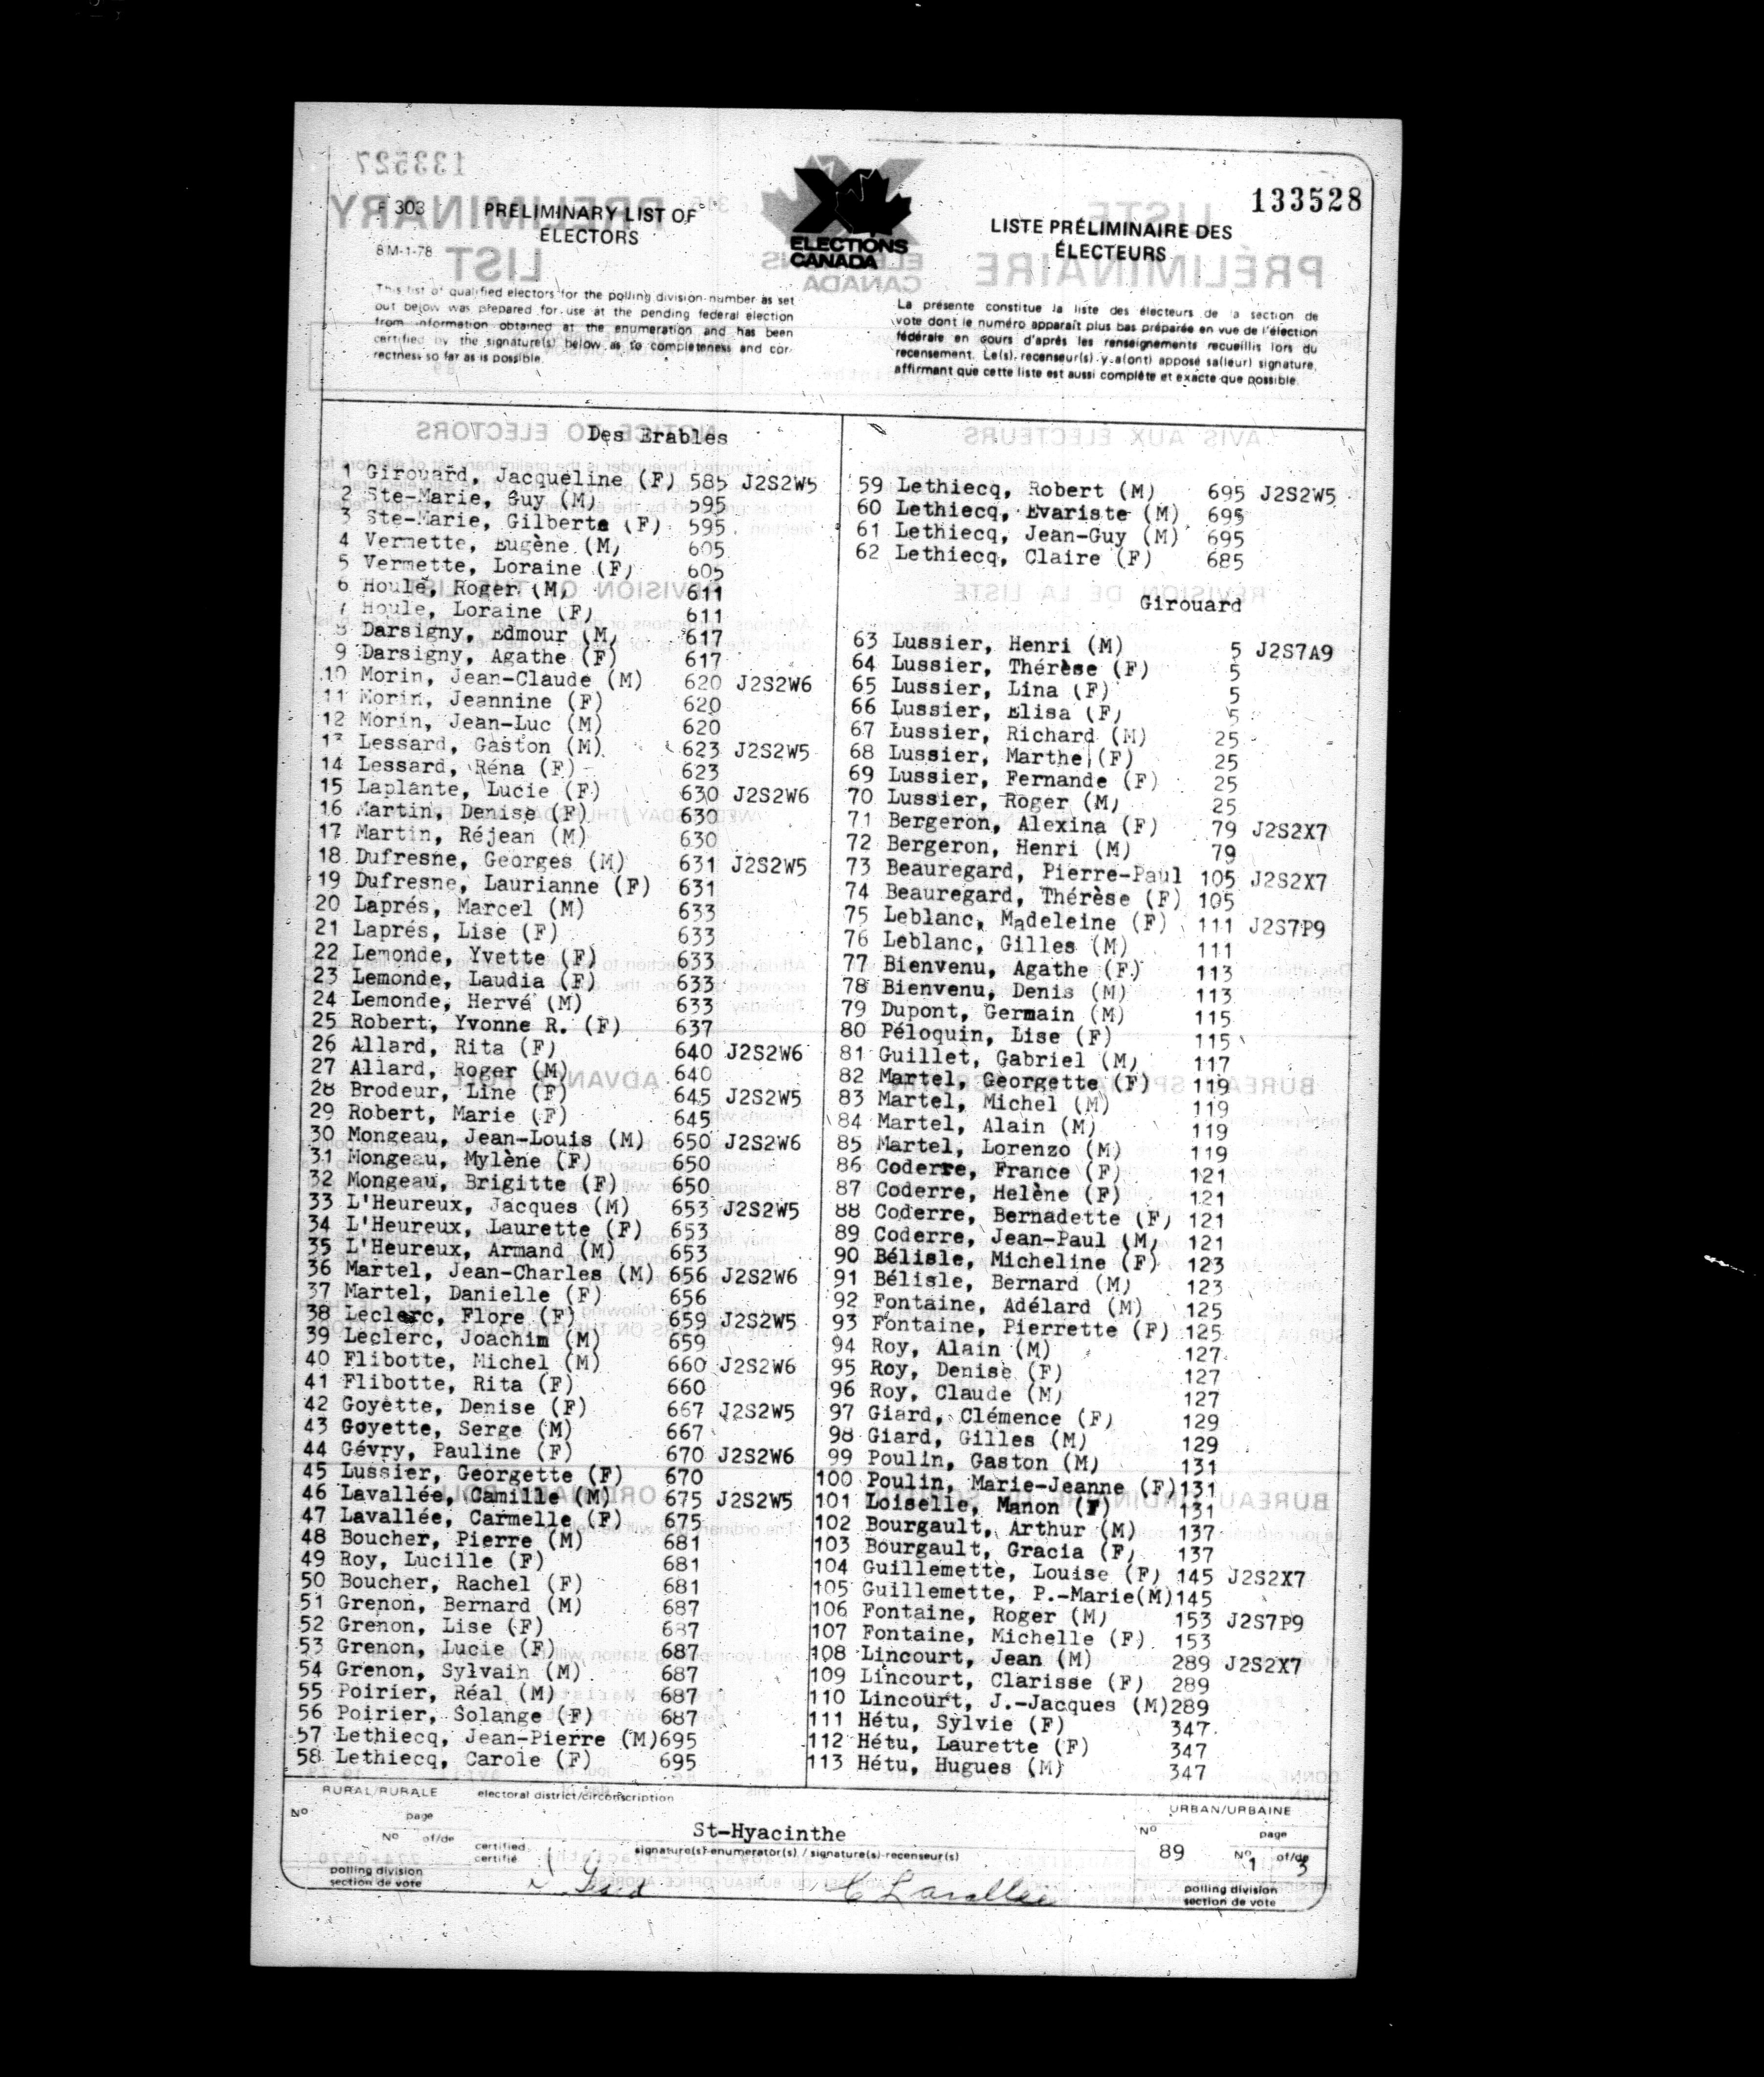 133528
F 303
PRELIMINARY LIST OF
ELECTORS
8 M-1-78
ELECTIONS
CANADA
LISTE PRÉLIMINAIRE DES
ÉLECTEURS
This list of qualified electors for the polling division number as set
out below was prepared for use at the pending federal election
from information obtained at the enumeration and has been
certified by the signature(s) below as to completeness and cor-
rectness so far as is possible.
La présente constitue la liste des électeurs de la section de
vote dont le numéro apparaît plus bas préparée en vue de l'élection
fédérale en cours d'après les renseignements recueillis lors du
recensement. Le(s) recenseur(s) y a(ont) apposé sa(leur) signature,
affirmant que cette liste est aussi complète et exacte que possible.
Des Erables
1 Girouard, Jacqueline (F) 585 J2S2W5
2 Ste-Marie, Guy (M) 595
3 Ste-Marie, Gilberte (F) 595
4 Vermette, Eugène (M) 605
5 Vermette, Loraine (F) 605
6 Houle, Roger (M) 611
7 Houle, Loraine (F) 611
8 Darsigny, Edmour (M) 617
9 Darsigny, Agathe (F) 617
10 Morin, Jean-Claude (M) 620 J2S2W6
11 Morin, Jeannine (F) 620
12 Morin, Jean-Luc (M) 620
13 Lessard, Gaston (M) 623 J2S2W5
14 Lessard, Réna (F) 623
15 Laplante, Lucie (F) 630 J2S2W6
16 Martin, Denise (F) 630
17 Martin, Réjean (M) 630
18 Dufresne, Georges (M) 631 J2S2W5
19 Dufresne, Laurianne (F) 631
20 Laprés, Marcel (M) 633
21 Laprés, Lise (F) 633
22 Lemonde, Yvette (F) 633
23 Lemonde, Laudia (F) 633
24 Lemonde, Hervé (M) 633
25 Robert, Yvonne R. (F) 637
26 Allard, Rita (F) 640 J2S2W6
27 Allard, Roger (M) 640
28 Brodeur, Line (F) 645 J2S2W5
29 Robert, Marie (F) 645
30 Mongeau, Jean-Louis (M) 650 J2S2W6
31 Mongeau, Mylène (F) 650
32 Mongeau, Brigitte (F) 650
33 L'Heureux, Jacques (M) 653 J2S2W5
34 L'Heureux, Laurette (F) 653
35 L'Heureux, Armand (M) 653
36 Martel, Jean-Charles (M) 656 J2S2W6
37 Martel, Danielle (F) 656
38 Leclerc, Flore (F) 659 J2S2W5
39 Leclerc, Joachim (M) 659
40 Flibotte, Michel (M) 660 J2S2W6
41 Flibotte, Rita (F) 660
42 Goyette, Denise (F) 667 J2S2W5
43 Goyette, Serge (M) 667
44 Gévry, Pauline (F) 670 J2S2W6
45 Lussier, Georgette (F) 670
46 Lavallée, Camille (M) 675 J2S2W5
47 Lavallée, Carmelle (F) 675
48 Boucher, Pierre (M) 681
49 Roy, Lucille (F) 681
50 Boucher, Rachel (F) 681
51 Grenon, Bernard (M) 687
52 Grenon, Lise (F) 687
53 Grenon, Lucie (F) 687
54 Grenon, Sylvain (M) 687
55 Poirier, Réal (M) 687
56 Poirier, Solange (F) 687
57 Lethiecq, Jean-Pierre (M)695
58 Lethiecq, Carole (F) 695
59 Lethiecq, Robert (M) 695 J2S2W5
60 Lethiecq, Evariste (M) 695
61 Lethiecq, Jean-Guy (M) 695
62 Lethiecq, Claire (F) 685
Girouard
63 Lussier, Henri (M) 5 J2S7A9
64 Lussier, Thérèse (F) 5
65 Lussier, Lina (F) 5
66 Lussier, Elisa (F) 5
67 Lussier, Richard (M) 25
68 Lussier, Marthe (F) 25
69 Lussier, Fernande (F) 25
70 Lussier, Roger (M) 25
71 Bergeron, Alexina (F) 79 J2S2X7
72 Bergeron, Henri (M) 79
73 Beauregard, Pierre-Paul 105 J2S2X7
74 Beauregard, Thérèse (F) 105
75 Leblanc, Madeleine (F) 111 J2S7P9
76 Leblanc, Gilles (M) 111
77 Bienvenu, Agathe (F) 113
78 Bienvenu, Denis (M) 113
79 Dupont, Germain (M) 115
80 Péloquin, Lise (F) 115
81 Guillet, Gabriel (M) 117
82 Martel, Georgette (F) 119
83 Martel, Michel (M) 119
84 Martel, Alain (M) 119
85 Martel, Lorenzo (M) 119
86 Coderre, France (F) 121
87 Coderre, Helène (F) 121
88 Coderre, Bernadette (F) 121
89 Coderre, Jean-Paul (M) 121
90 Bélisle, Micheline (F) 123
91 Bélisle, Bernard (M) 123
92 Fontaine, Adélard (M) 125
93 Fontaine, Pierrette (F) 125
94 Roy, Alain (M) 127
95 Roy, Denise (F) 127
96 Roy, Claude (M) 127
97 Giard, Clémence (F) 129
98 Giard, Gilles (M) 129
99 Poulin, Gaston (M) 131
100 Poulin, Marie-Jeanne (F)131
101 Loiselle, Manon (F) 131
102 Bourgault, Arthur (M) 137
103 Bourgault, Gracia (F) 137
104 Guillemette, Louise (F) 145 J2S2X7
105 Guillemette, P.-Marie(M)145
106 Fontaine, Roger (M) 153 J2S7P9
107 Fontaine, Michelle (F) 153
108 Lincourt, Jean (M) 289 J2S2X7
109 Lincourt, Clarisse (F) 289
110 Lincourt, J.-Jacques (M)289
111 Hétu, Sylvie (F) 347
112 Hétu, Laurette (F) 347
113 Hétu, Hugues (M) 347
RURAL/RURALE
electoral district/circonscription
URBAN/URBAINE
No
page
No of/de
St-Hyacinthe
certified
certifié
signature(s)-enumerator(s) / signature(s)-recenseur(s)
polling division
section de vote
No
89
page
No 1 of/de 3
polling division
section de vote
C Lavallée